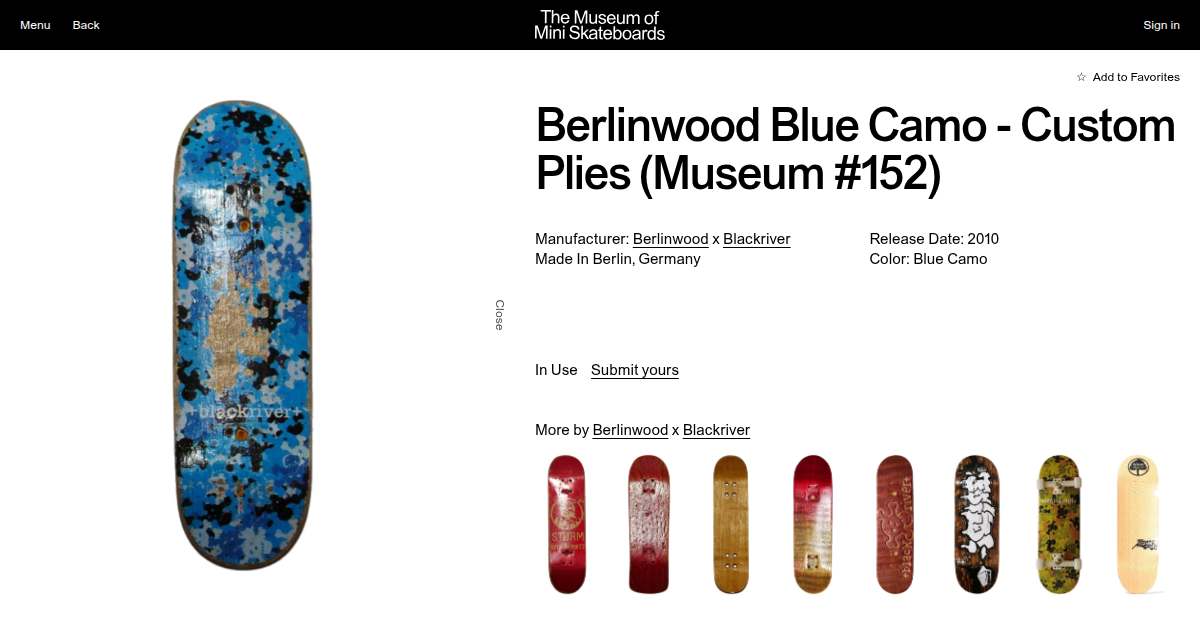 Menu
Back
The Museum of
Mini Skateboards
Sign in
☆ Add to Favorites
Berlinwood Blue Camo - Custom
Plies (Museum #152)
Manufacturer: Berlinwood x Blackriver
Made In Berlin, Germany
Release Date: 2010
Color: Blue Camo
+blackriver+
Close
In Use
Submit yours
More by Berlinwood x Blackriver
STURM